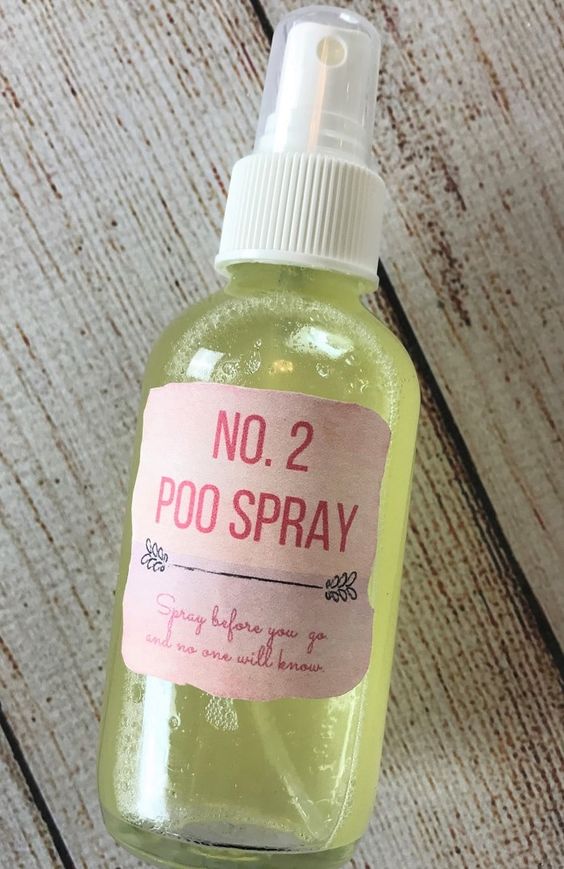 NO. 2
POO SPRAY
Spray before you go
and no one will know.